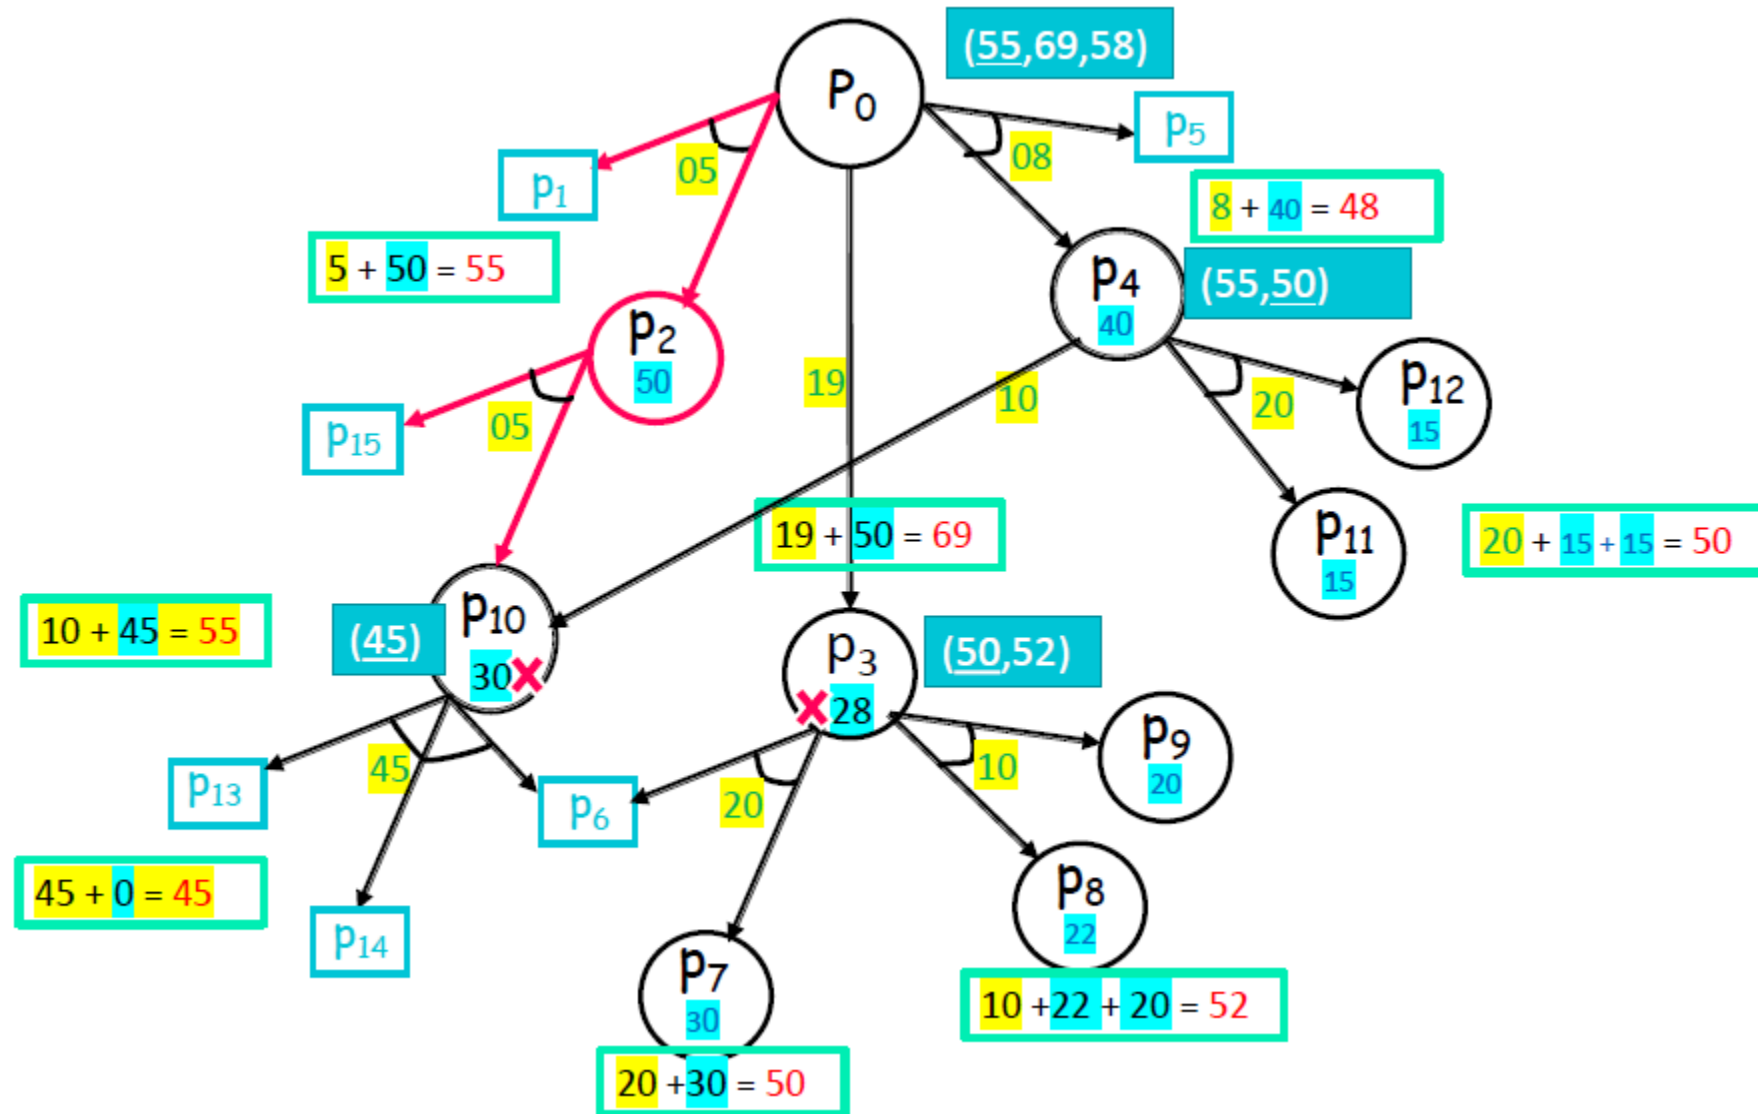 P0
(55,69,58)
p5
08
05
p1
8 + 40 = 48
5 + 50 = 55
p4
40
(55,50)
p2
50
19
10
20
p12
15
p15
05
p11
15
19 + 50 = 69
20 + 15 + 15 = 50
10 + 45 = 55
(45)
p10
30
p3
28
(50,52)
p13
45
p6
20
10
p9
20
45 + 0 = 45
p14
p8
22
p7
30
10 +22 + 20 = 52
20 +30 = 50